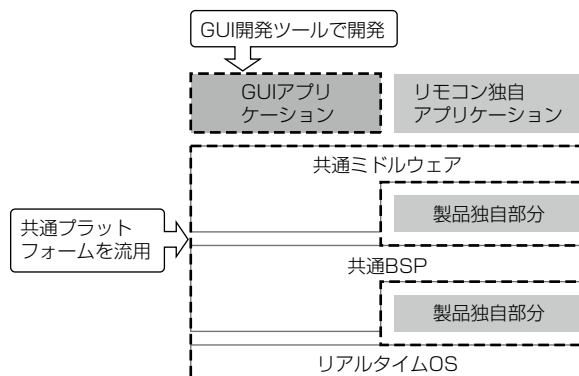 GUI開発ツールで開発
GUIアプリ
ケーション
リモコン独自
アプリケーション
共通ミドルウェア
製品独自部分
共通プラット
フォームを流用
共通BSP
製品独自部分
リアルタイムOS